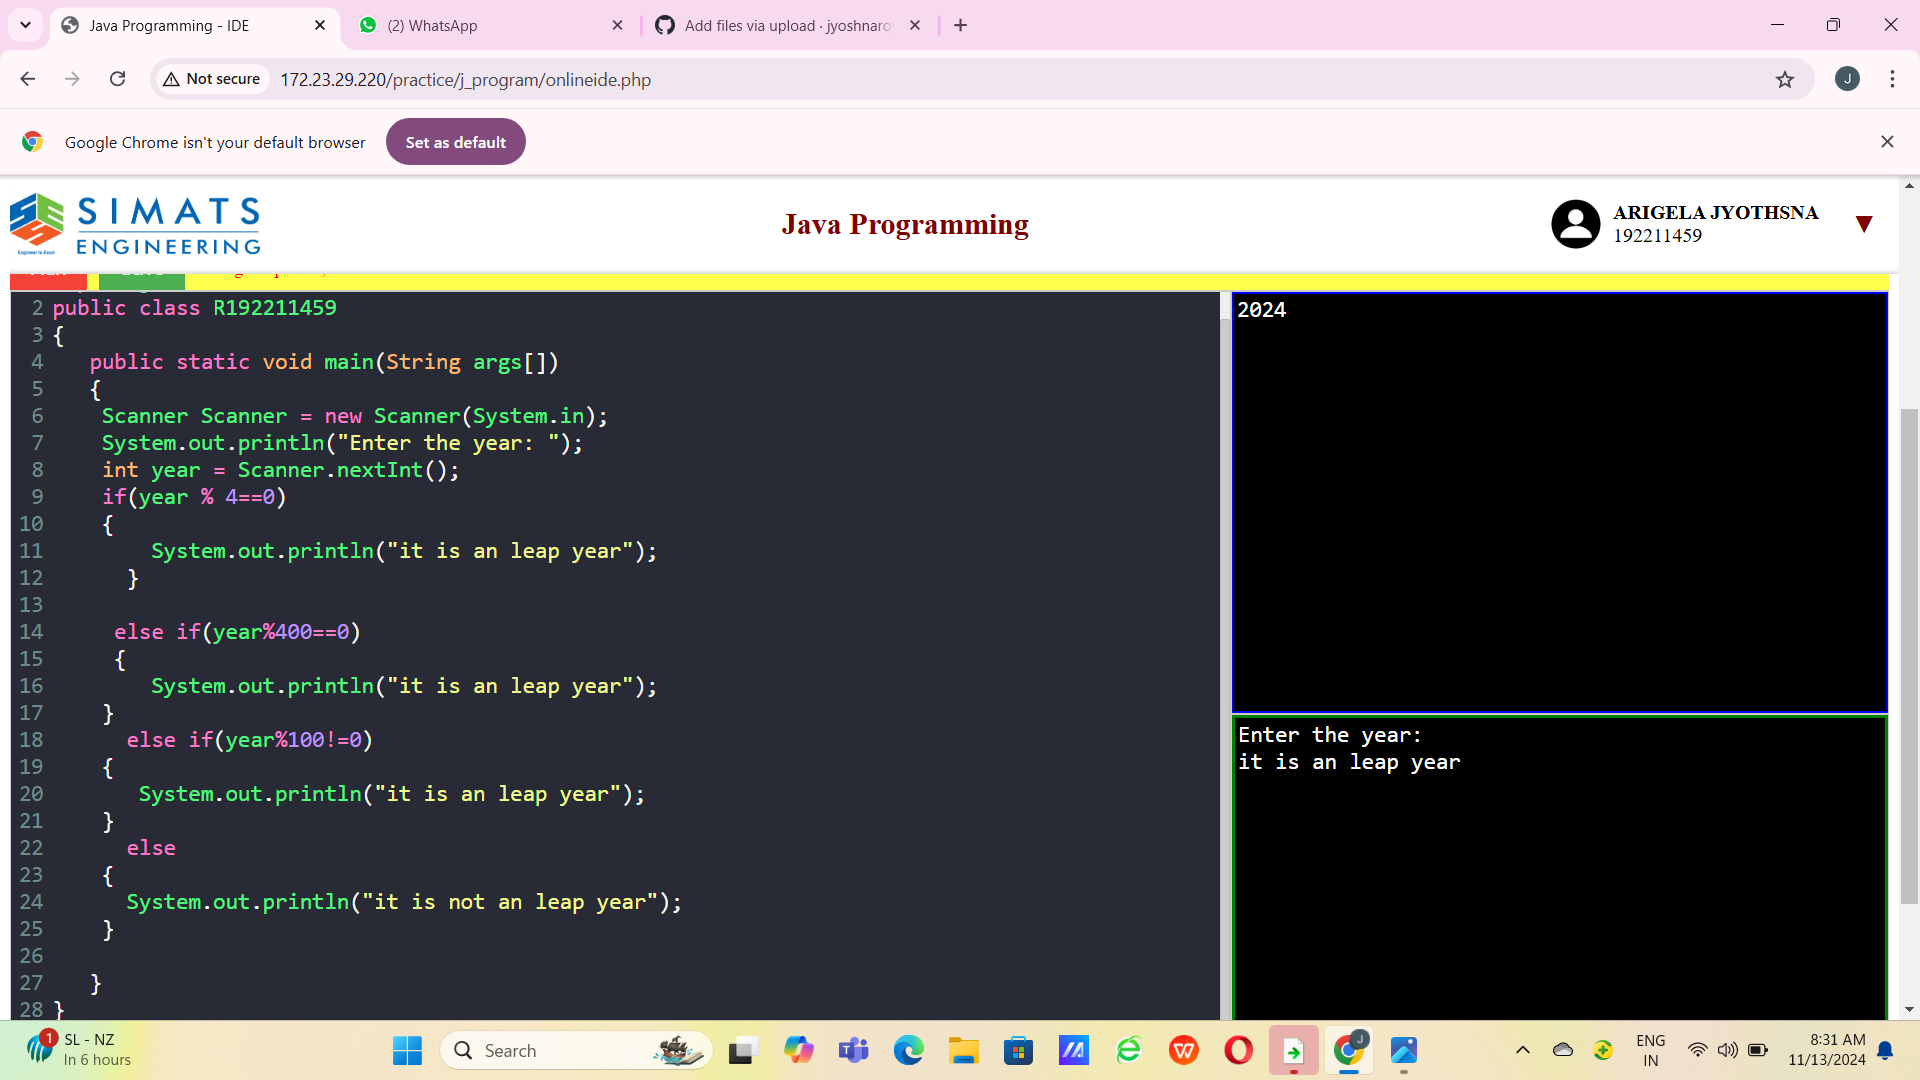 Java Programming - IDE
(2) WhatsApp
Add files via upload · jyoshnaro
Not secure
172.23.29.220/practice/j_program/onlineide.php
J
Google Chrome isn't your default browser
Set as default
SIMATS
ENGINEERING
Engineer to Excel
Java Programming
ARIGELA JYOTHSNA
192211459
2 public class R192211459
3 {
4 public static void main(String args[])
5 {
6 Scanner Scanner = new Scanner(System.in);
7 System.out.println("Enter the year: ");
8 int year = Scanner.nextInt();
9 if(year % 4==0)
10 {
11 System.out.println("it is an leap year");
12 }
13
14 else if(year%400==0)
15 {
16 System.out.println("it is an leap year");
17 }
18 else if(year%100!=0)
19 {
20 System.out.println("it is an leap year");
21 }
22 else
23 {
24 System.out.println("it is not an leap year");
25 }
26
27 }
28 }
2024
Enter the year:
it is an leap year
1
SL - NZ
In 6 hours
Search
J
ENG
IN
8:31 AM
11/13/2024